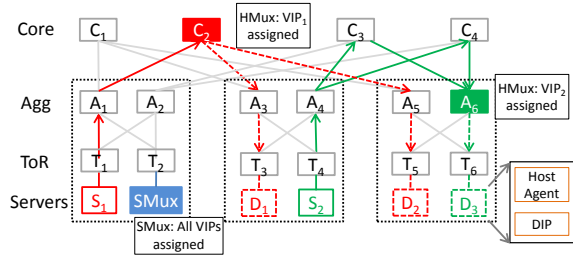 Core
C1
C2
HMux: VIP1
assigned
C3
C4
Agg
A1
A2
A3
A4
A5
A6
HMux: VIP2
assigned
ToR
T1
T2
T3
T4
T5
T6
Servers
S1
SMux
D1
S2
D2
D3
Host
Agent
DIP
SMux: All VIPs
assigned